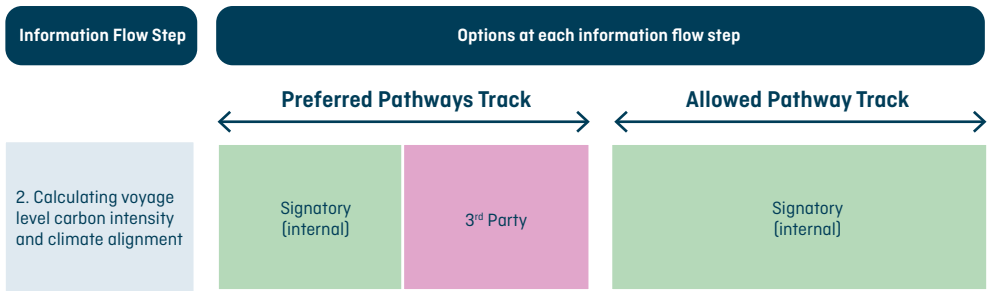 Information Flow Step
Options at each information flow step
Preferred Pathways Track
Allowed Pathway Track
2. Calculating voyage
level carbon intensity
and climate alignment
Signatory
(internal)
3rd Party
Signatory
(internal)